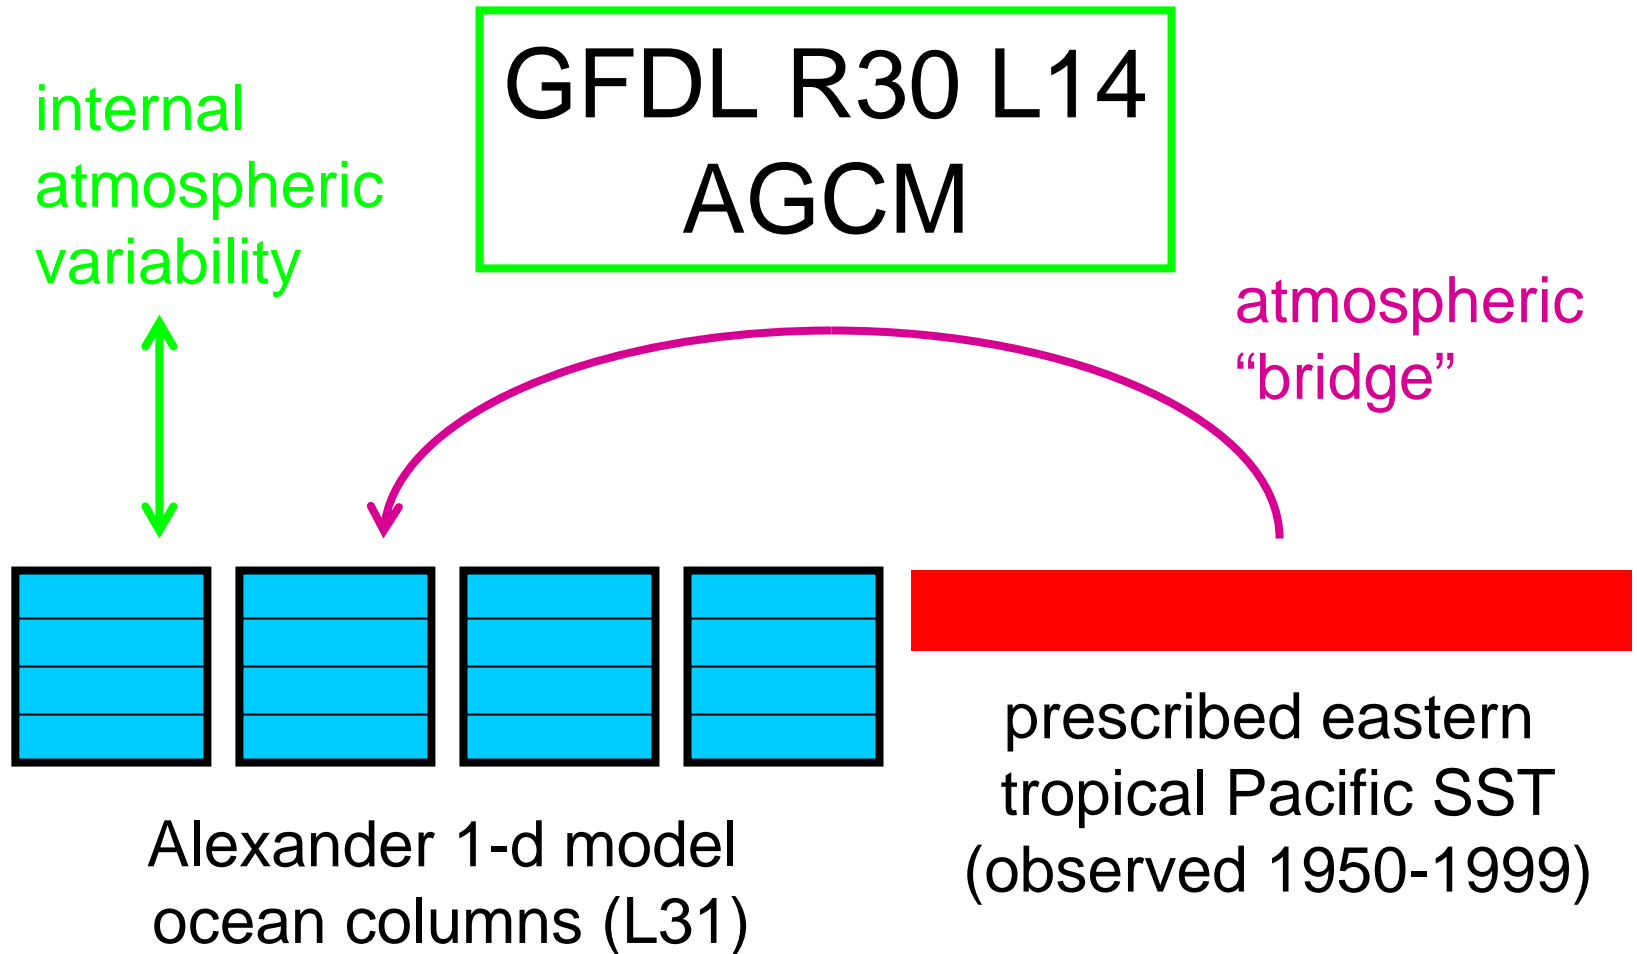 GFDL R30 L14
AGCM
internal
atmospheric
variability
atmospheric
“bridge”
prescribed eastern
tropical Pacific SST
(observed 1950-1999)
Alexander 1-d model
ocean columns (L31)